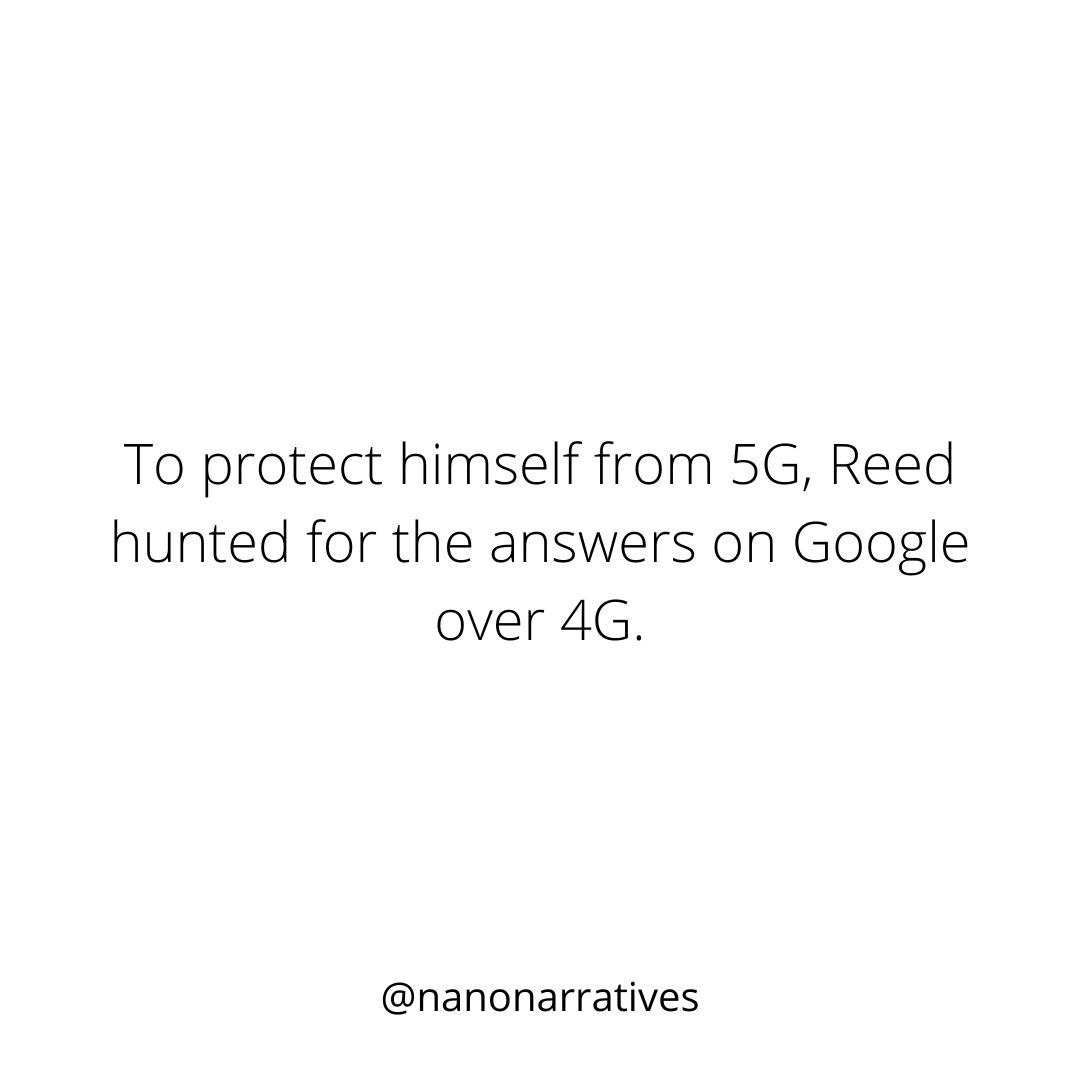 To protect himself from 5G, Reed
hunted for the answers on Google
over 4G.
@nanonarratives